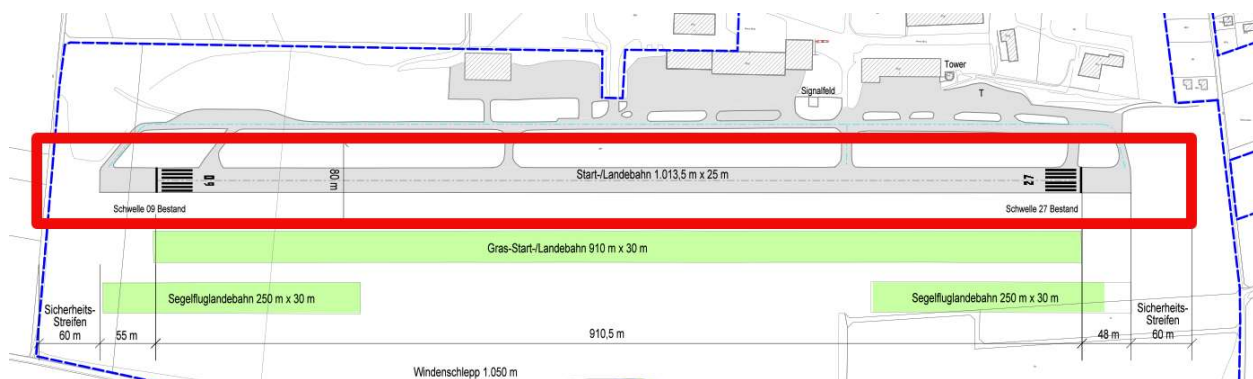 Tower
Signalfeld
T
80 m
09
Start-/Landebahn 1.013,5 m x 25 m
27
Schwelle 09 Bestand
Schwelle 27 Bestand
Gras-Start-/Landebahn 910 m x 30 m
Segelfluglandebahn 250 m x 30 m
Segelfluglandebahn 250 m x 30 m
Sicherheits-
Streifen
60 m
55 m
910,5 m
48 m
Sicherheits-
Streifen
60 m
Windenschlepp 1.050 m